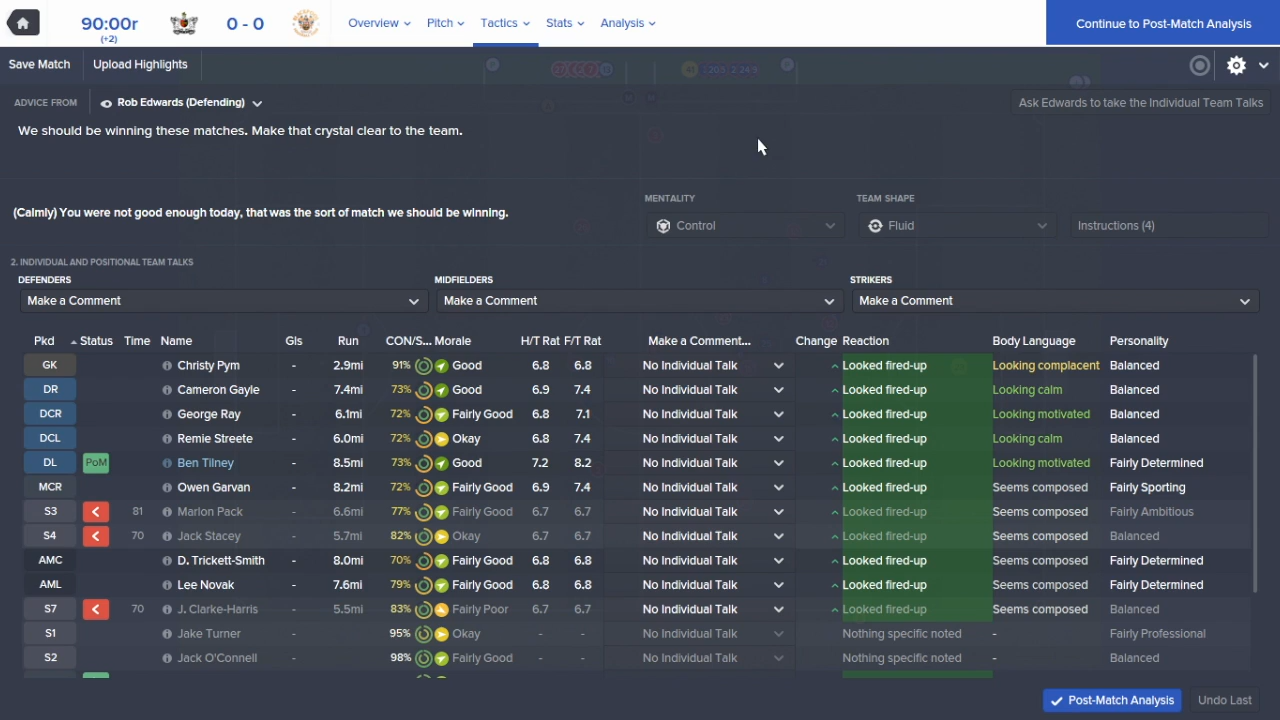 90:00r 0 - 0 Overview Pitch Tactics Stats Analysis Continue to Post-Match Analysis
(+2)
Save Match Upload Highlights
ADVICE FROM Rob Edwards (Defending) Ask Edwards to take the Individual Team Talks
We should be winning these matches. Make that crystal clear to the team.
MENTALITY TEAM SHAPE
(Calmly) You were not good enough today, that was the sort of match we should be winning.
Control Fluid Instructions (4)
2. INDIVIDUAL AND POSITIONAL TEAM TALKS
DEFENDERS MIDFIELDERS STRIKERS
Make a Comment Make a Comment Make a Comment
Pkd Status Time Name Gls Run CON/S... Morale H/T Rat F/T Rat Make a Comment... Change Reaction Body Language Personality
GK Christy Pym - 2.9mi 91% Good 6.8 6.8 No Individual Talk Looked fired-up Looking complacent Balanced
DR Cameron Gayle - 7.4mi 73% Good 6.9 7.4 No Individual Talk Looked fired-up Looking calm Balanced
DCR George Ray - 6.1mi 72% Fairly Good 6.8 7.1 No Individual Talk Looked fired-up Looking motivated Balanced
DCL Remie Streete - 6.0mi 72% Okay 6.8 7.4 No Individual Talk Looked fired-up Looking calm Balanced
DL PoM Ben Tilney - 8.5mi 73% Good 7.2 8.2 No Individual Talk Looked fired-up Looking motivated Fairly Determined
MCR Owen Garvan - 8.2mi 72% Fairly Good 6.9 7.4 No Individual Talk Looked fired-up Seems composed Fairly Sporting
S3 81 Marlon Pack - 6.6mi 77% Fairly Good 6.7 6.7 No Individual Talk Looked fired-up Seems composed Fairly Ambitious
S4 70 Jack Stacey - 5.7mi 82% Okay 6.7 6.7 No Individual Talk Looked fired-up Seems composed Balanced
AMC D. Trickett-Smith - 8.0mi 70% Fairly Good 6.8 6.8 No Individual Talk Looked fired-up Seems composed Fairly Determined
AML Lee Novak - 7.6mi 79% Fairly Good 6.8 6.8 No Individual Talk Looked fired-up Seems composed Fairly Determined
S7 70 J. Clarke-Harris - 5.5mi 83% Fairly Poor 6.7 6.7 No Individual Talk Looked fired-up Seems composed Balanced
S1 Jake Turner - 95% Okay - - No Individual Talk Nothing specific noted - Fairly Professional
S2 Jack O'Connell - 98% Fairly Good - - No Individual Talk Nothing specific noted - Balanced
Post-Match Analysis Undo Last